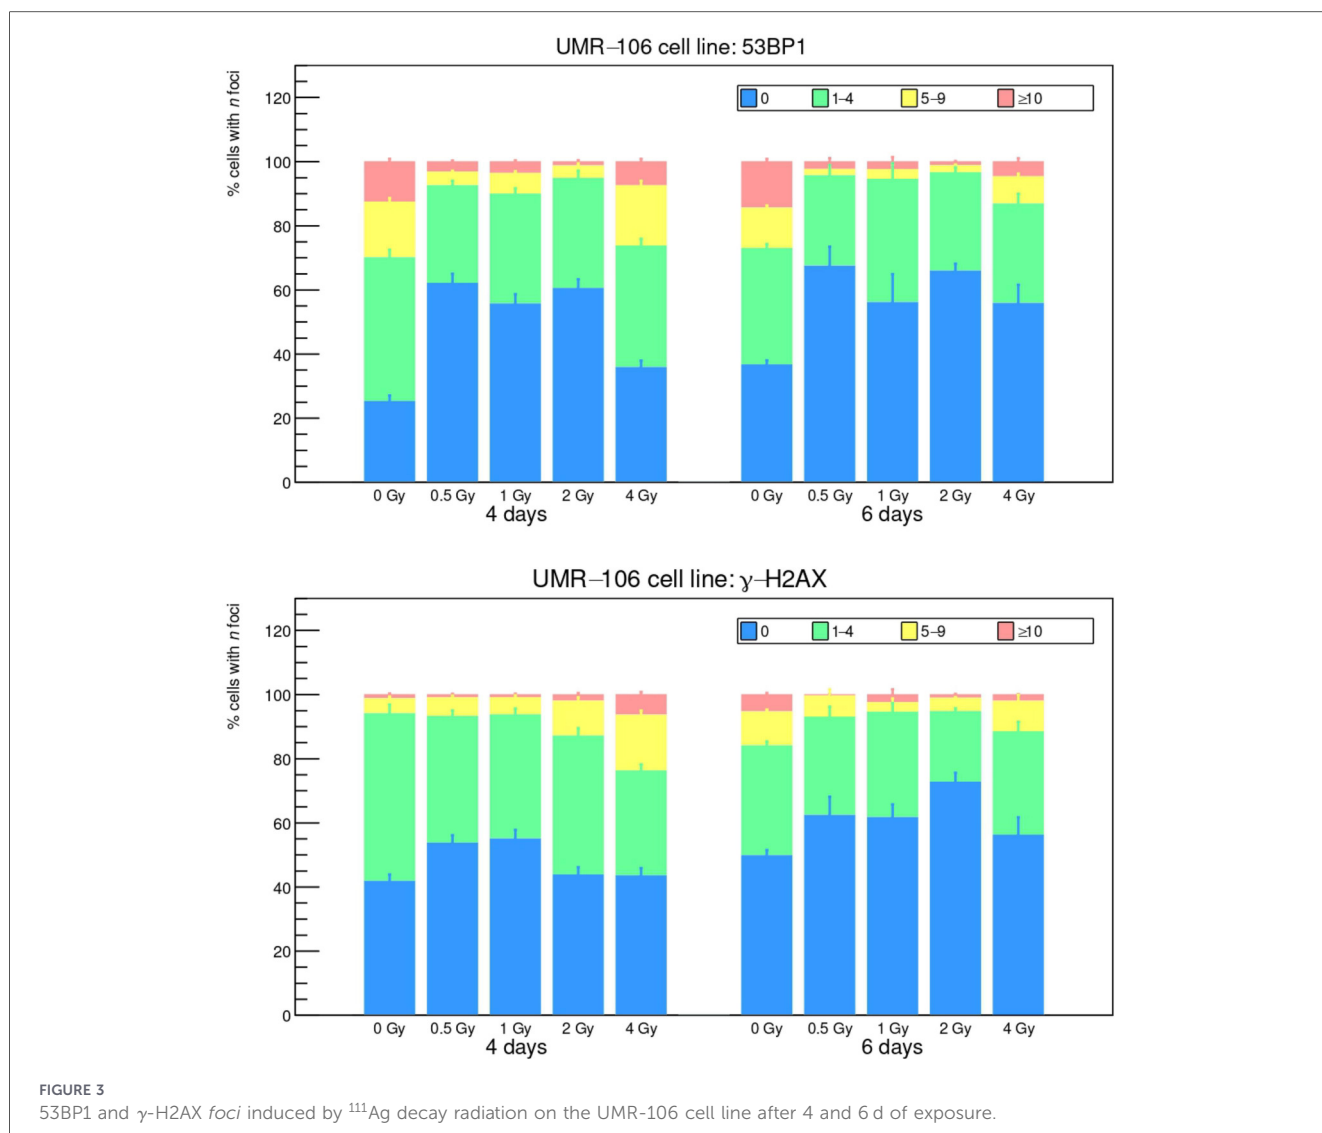 UMR–106 cell line: 53BP1
% cells with n foci
0 1–4 5–9 ≥10
120
100
80
60
40
20
0
0 Gy 0.5 Gy 1 Gy 2 Gy 4 Gy 0 Gy 0.5 Gy 1 Gy 2 Gy 4 Gy
4 days 6 days
UMR–106 cell line: γ–H2AX
% cells with n foci
0 1–4 5–9 ≥10
120
100
80
60
40
20
0
0 Gy 0.5 Gy 1 Gy 2 Gy 4 Gy 0 Gy 0.5 Gy 1 Gy 2 Gy 4 Gy
4 days 6 days
FIGURE 3
53BP1 and γ-H2AX foci induced by ¹¹¹Ag decay radiation on the UMR-106 cell line after 4 and 6 d of exposure.